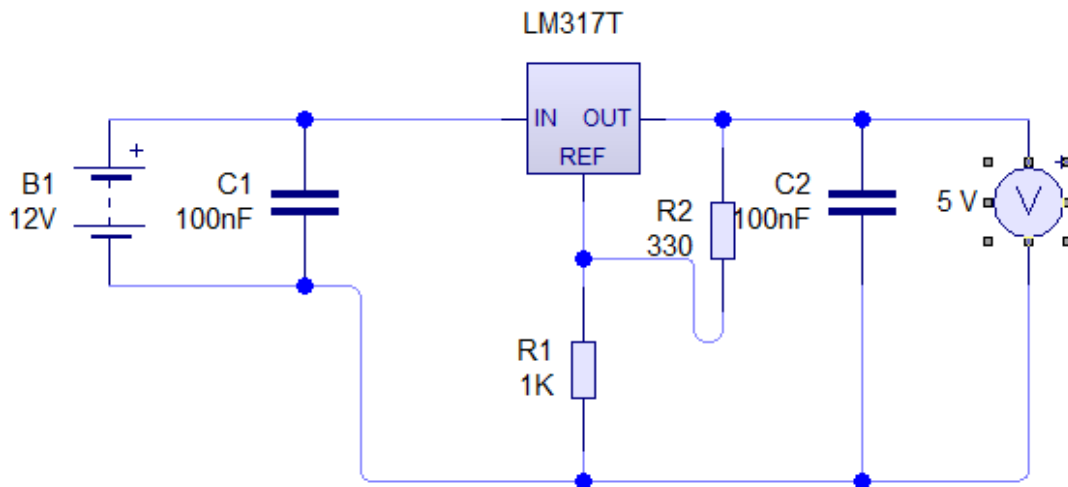 LM317T
IN OUT
REF
+
B1
12V
C1
100nF
R2
330
C2
100nF
5 V
+
V
R1
1K